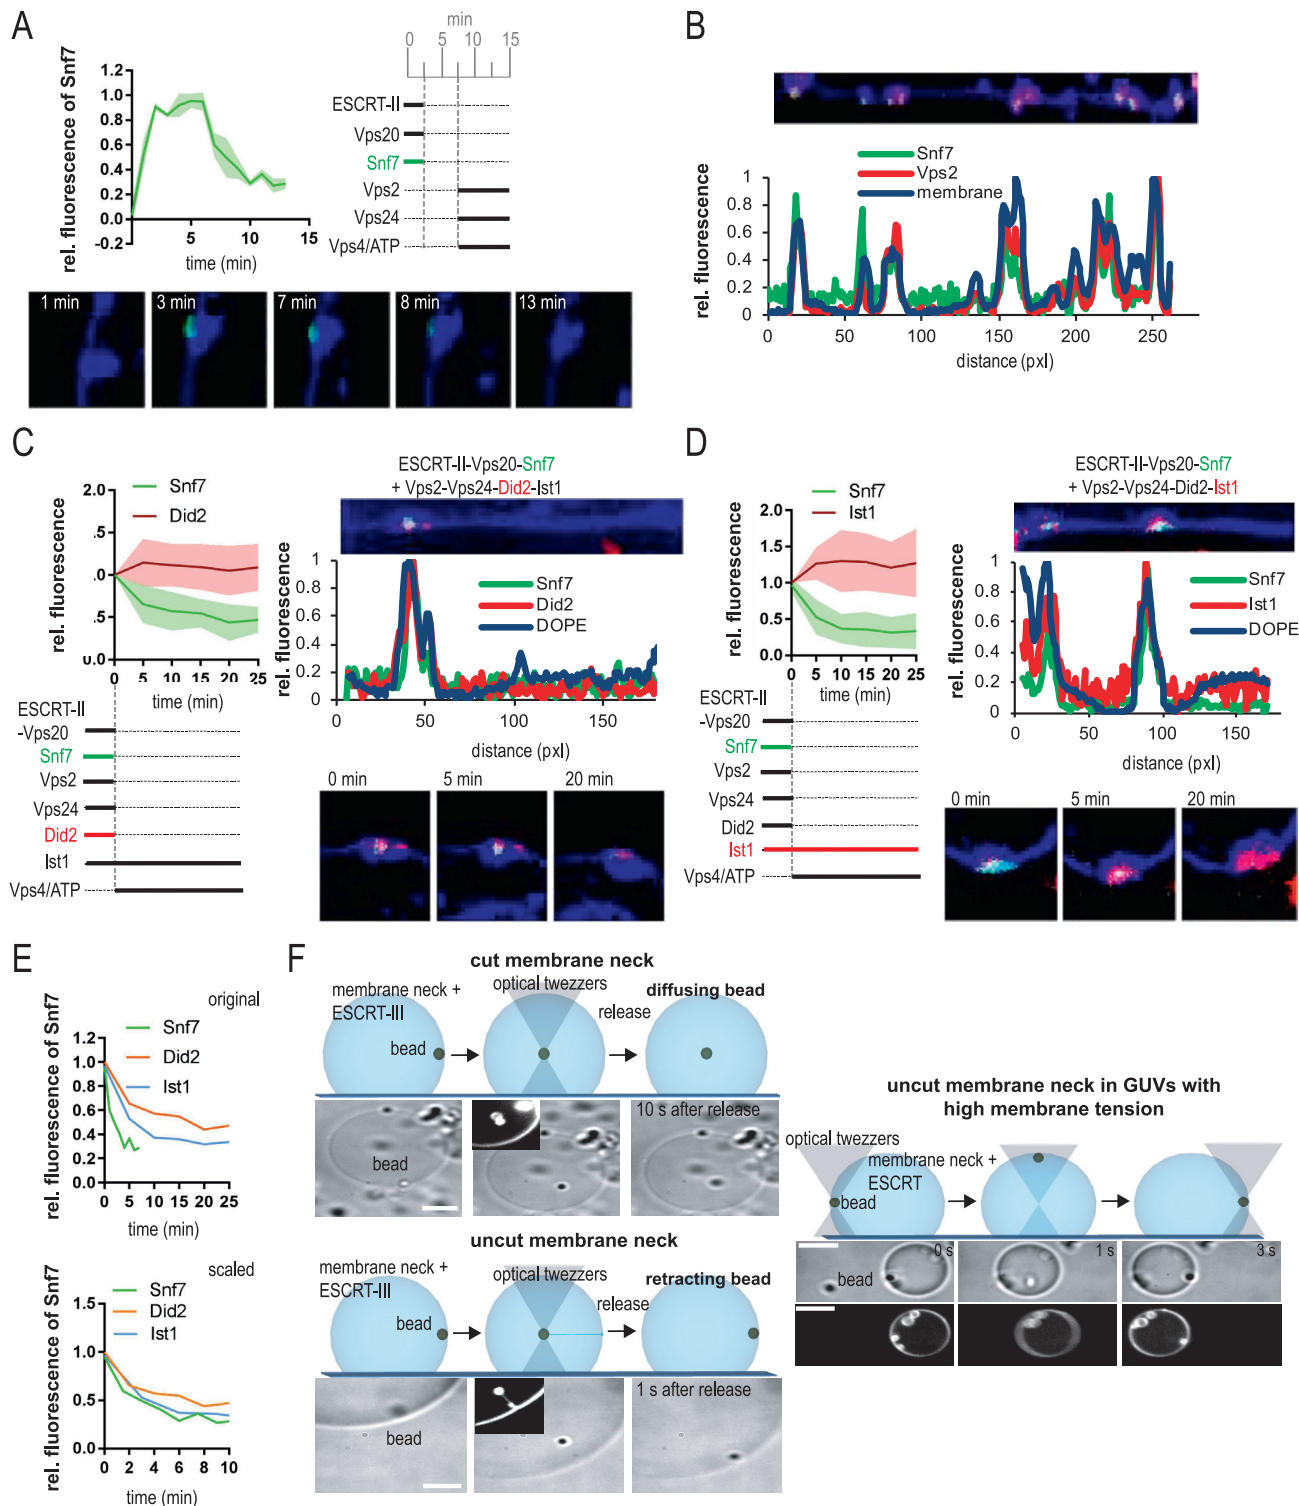 A
rel. fluorescence of Snf7
1.2
1.0
0.8
0.6
0.4
0.2
0.0
-0.2
5
10
15
time (min)
min
0 5 10 15
ESCRT-II
Vps20
Snf7
Vps2
Vps24
Vps4/ATP
1 min
3 min
7 min
8 min
13 min
B
Snf7
Vps2
membrane
rel. fluorescence
1
0.8
0.6
0.4
0.2
0
0 50 100 150 200 250
distance (pxl)
C
Snf7
Did2
rel. fluorescence
2.0
.5
.0
.5
0.0
0 5 10 15 20 25
time (min)
ESCRT-II
-Vps20
Snf7
Vps2
Vps24
Did2
Ist1
Vps4/ATP
ESCRT-II-Vps20-Snf7
+ Vps2-Vps24-Did2-Ist1
rel. fluorescence
1
0.8
0.6
0.4
0.2
0
Snf7
Did2
DOPE
0 50 100 150
distance (pxl)
0 min
5 min
20 min
D
Snf7
Ist1
rel. fluorescence
2.0
1.5
1.0
0.5
0.0
0 5 10 15 20 25
time (min)
ESCRT-II
-Vps20
Snf7
Vps2
Vps24
Did2
Ist1
Vps4/ATP
ESCRT-II-Vps20-Snf7
+ Vps2-Vps24-Did2-Ist1
rel. fluorescence
1
0.8
0.6
0.4
0.2
0
Snf7
Ist1
DOPE
0 50 100 150
distance (pxl)
0 min
5 min
20 min
E
original
rel. fluorescence of Snf7
1.2
1.0
0.8
0.6
0.4
0.2
0.0
Snf7
Did2
Ist1
0 5 10 15 20 25
time (min)
scaled
rel. fluorescence of Snf7
1.5
1.0
0.5
0.0
Snf7
Did2
Ist1
0 2 4 6 8 10
time (min)
F
cut membrane neck
membrane neck +
ESCRT-III
bead
optical twezzers
release
diffusing bead
bead
10 s after release
uncut membrane neck
membrane neck +
ESCRT-III
bead
optical twezzers
release
retracting bead
bead
1 s after release
uncut membrane neck in GUVs with
high membrane tension
optical twezzers
membrane neck +
ESCRT
bead
bead
0 s
1 s
3 s